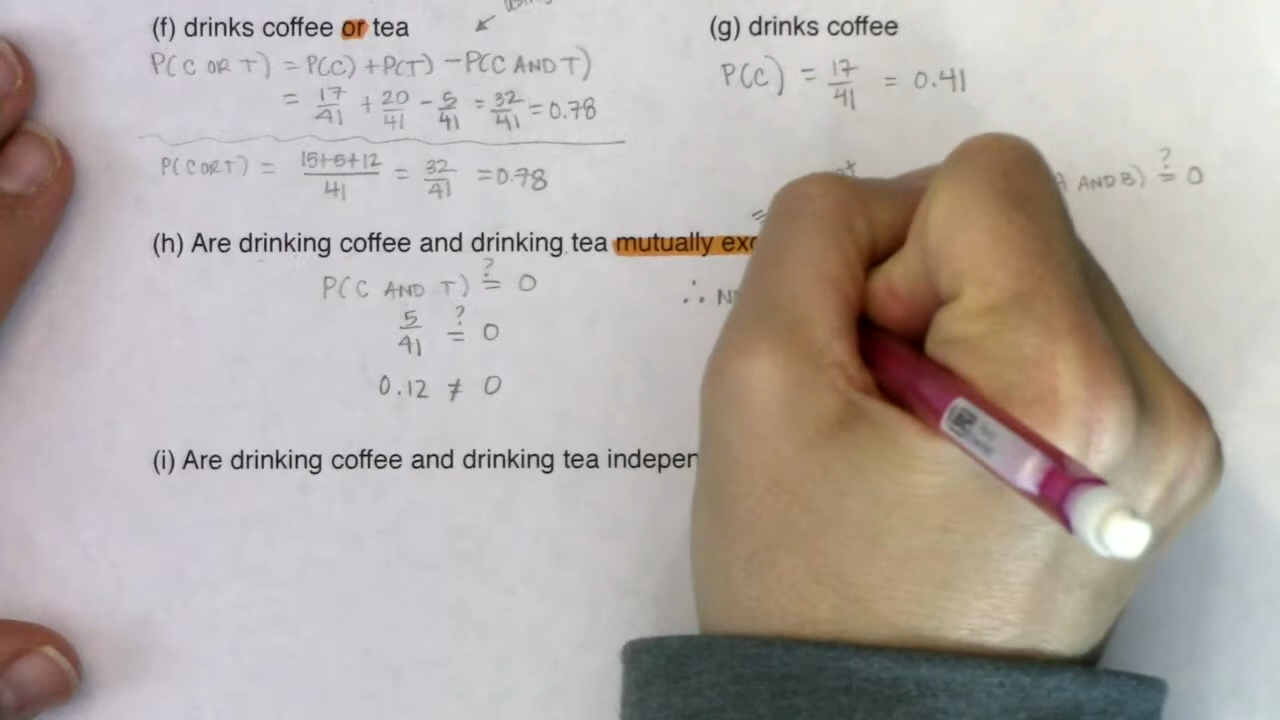 (f) drinks coffee or tea
P(C OR T) = P(C) + P(T) - P(C AND T)
= 17/41 + 20/41 - 5/41 = 32/41 = 0.78
P(C OR T) = 15+5+12/41 = 32/41 = 0.78
(g) drinks coffee
P(C) = 17/41 = 0.41
AND B) ?= 0
(h) Are drinking coffee and drinking tea mutually exc
P(C AND T) ?= 0
5/41 ?= 0
0.12 ≠ 0
∴ N
(i) Are drinking coffee and drinking tea indepen